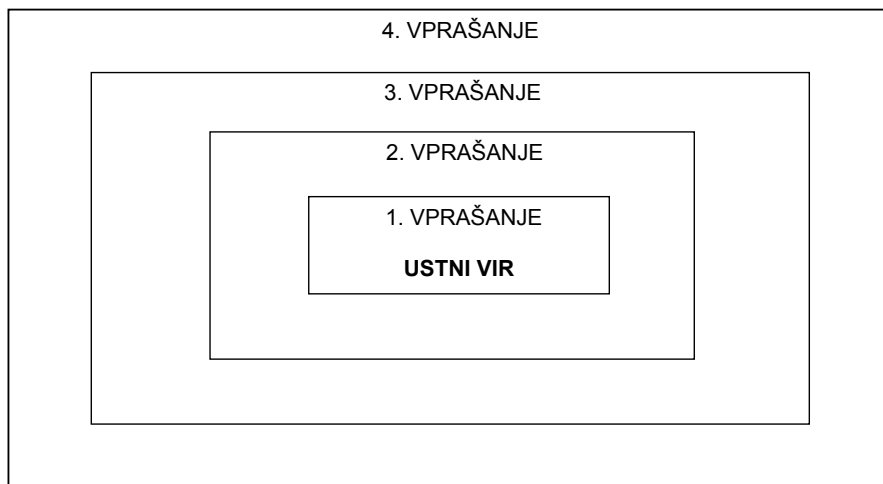 4. VPRAŠANJE
3. VPRAŠANJE
2. VPRAŠANJE
1. VPRAŠANJE
USTNI VIR